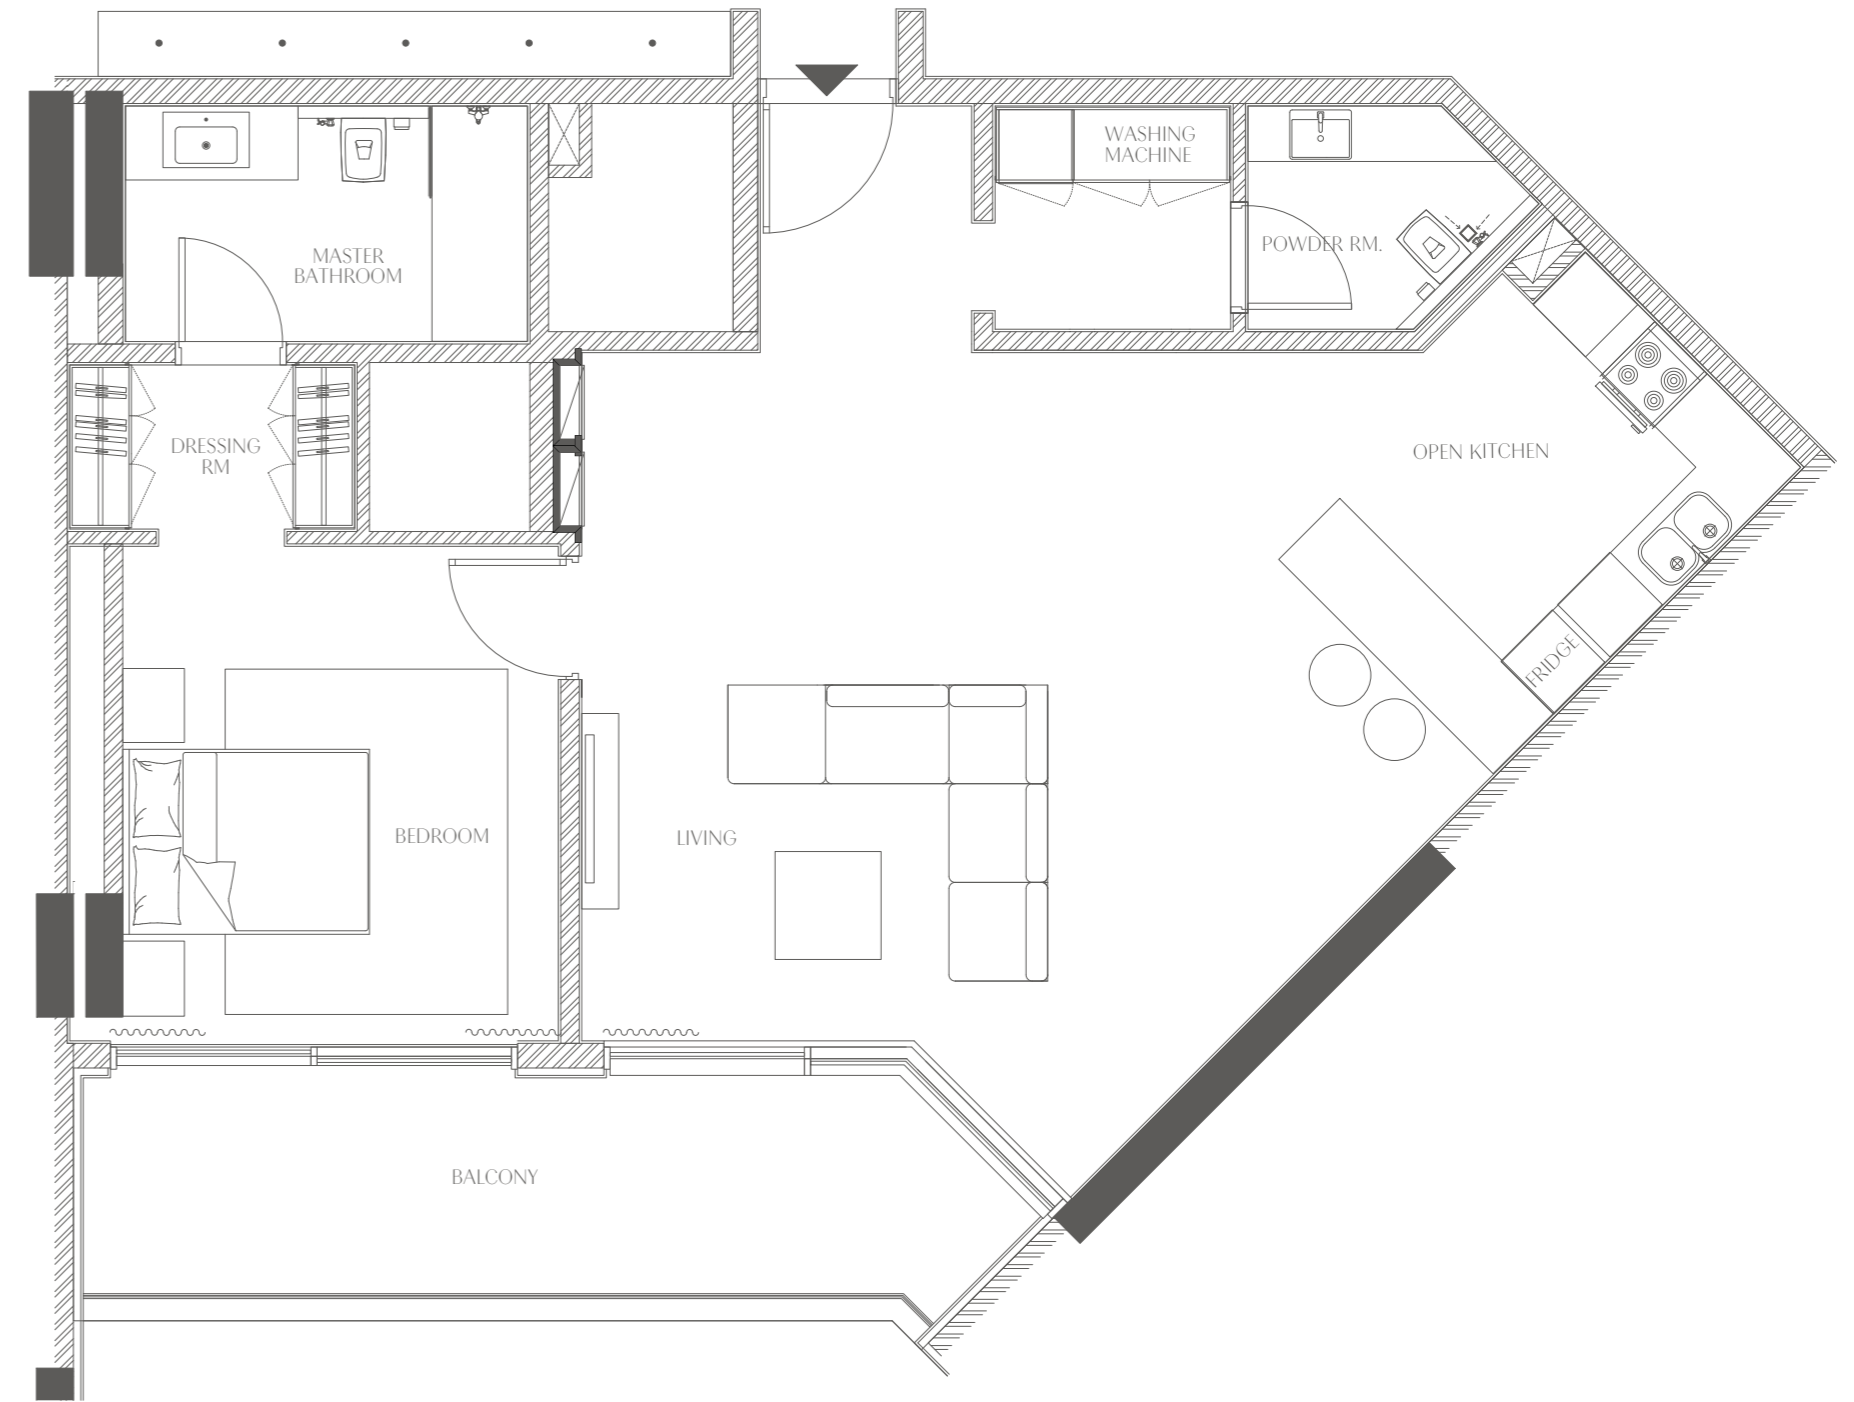 WASHING
MACHINE
POWDER RM.
MASTER
BATHROOM
DRESSING
RM
OPEN KITCHEN
FRIDGE
BEDROOM
LIVING
BALCONY